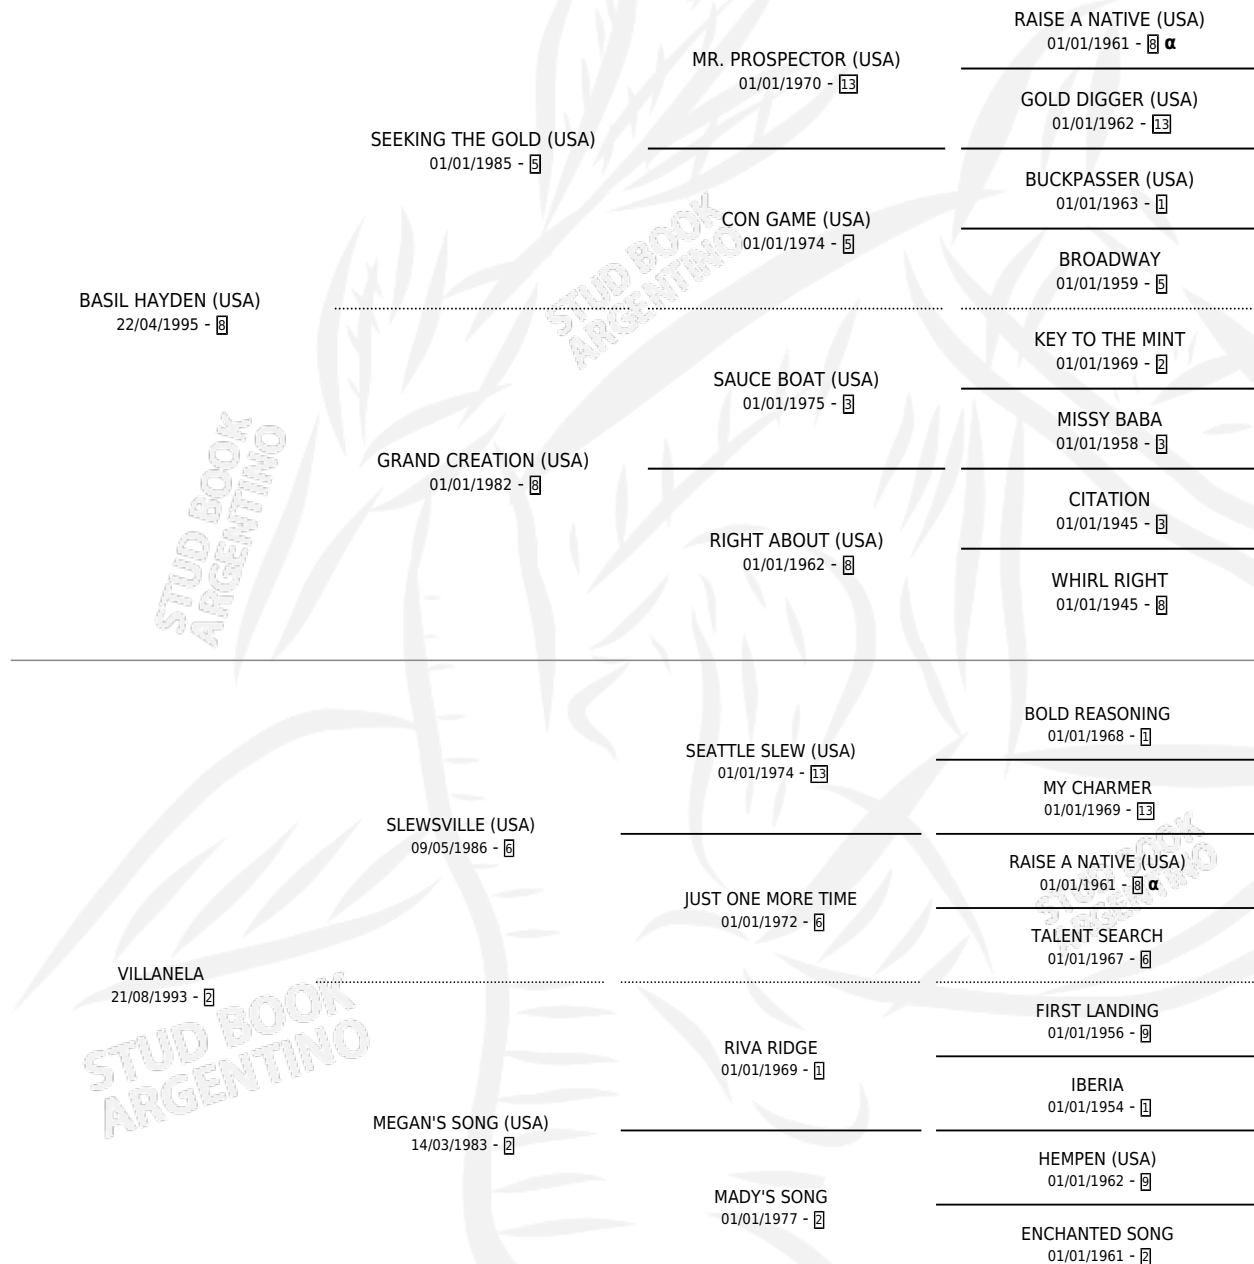 RAISE A NATIVE (USA)
01/01/1961 - 8 α
MR. PROSPECTOR (USA)
01/01/1970 - 13
GOLD DIGGER (USA)
01/01/1962 - 13
SEEKING THE GOLD (USA)
01/01/1985 - 5
BUCKPASSER (USA)
01/01/1963 - 1
CON GAME (USA)
01/01/1974 - 5
BROADWAY
01/01/1959 - 5
BASIL HAYDEN (USA)
22/04/1995 - 8
KEY TO THE MINT
01/01/1969 - 2
SAUCE BOAT (USA)
01/01/1975 - 3
MISSY BABA
01/01/1958 - 3
GRAND CREATION (USA)
01/01/1982 - 8
CITATION
01/01/1945 - 3
RIGHT ABOUT (USA)
01/01/1962 - 8
WHIRL RIGHT
01/01/1945 - 8
STUD BOOK
ARGENTINO
STUD BOOK
ARGENTINO
BOLD REASONING
01/01/1968 - 1
SEATTLE SLEW (USA)
01/01/1974 - 13
MY CHARMER
01/01/1969 - 13
SLEWSVILLE (USA)
09/05/1986 - 6
RAISE A NATIVE (USA)
01/01/1961 - 8 α
JUST ONE MORE TIME
01/01/1972 - 6
TALENT SEARCH
01/01/1967 - 6
VILLANELA
21/08/1993 - 2
FIRST LANDING
01/01/1956 - 9
RIVA RIDGE
01/01/1969 - 1
IBERIA
01/01/1954 - 1
MEGAN'S SONG (USA)
14/03/1983 - 2
HEMPEN (USA)
01/01/1962 - 9
MADY'S SONG
01/01/1977 - 2
ENCHANTED SONG
01/01/1961 - 2
STUD BOOK
ARGENTINO
STUD BOOK
ARGENTINO